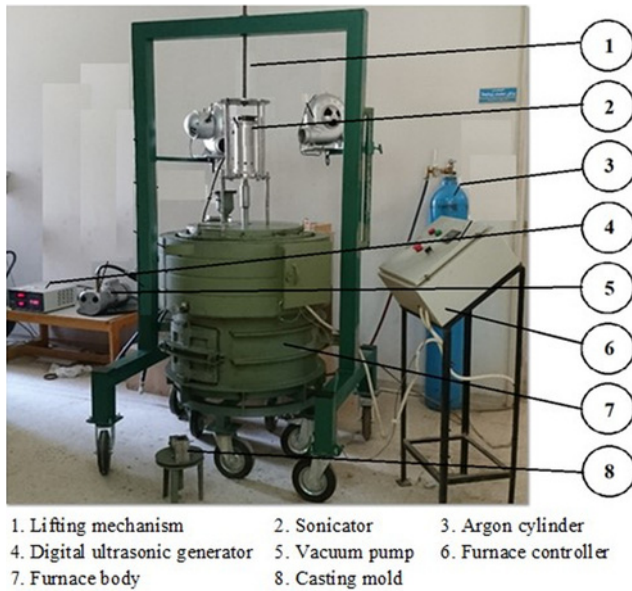 1
2
3
4
5
6
7
8
1. Lifting mechanism 2. Sonicator 3. Argon cylinder
4. Digital ultrasonic generator 5. Vacuum pump 6. Furnace controller
7. Furnace body 8. Casting mold